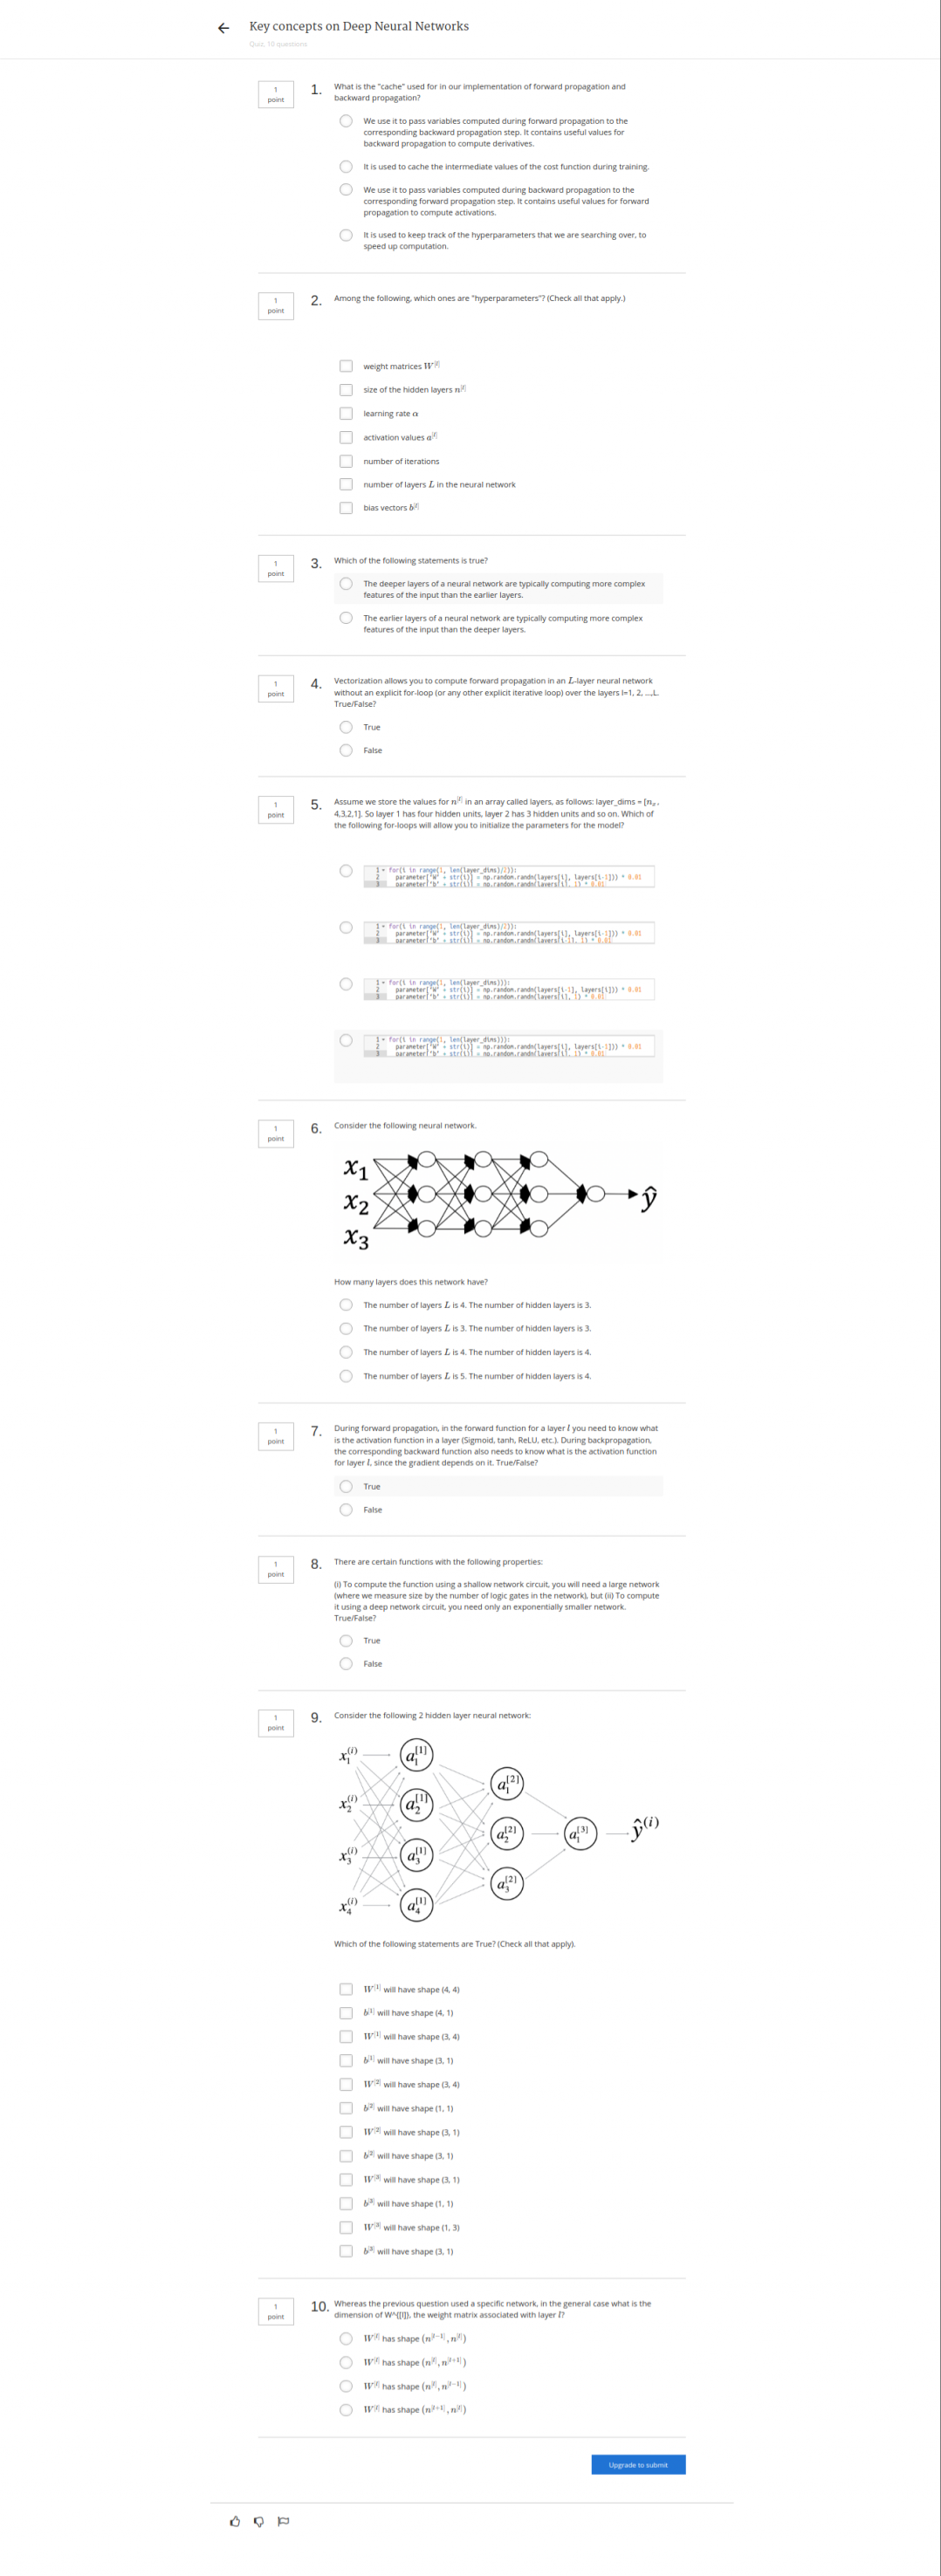 Key concepts on Deep Neural Networks
Quiz, 10 questions
1
point
1.
What is the "cache" used for in our implementation of forward propagation and
backward propagation?
We use it to pass variables computed during forward propagation to the
corresponding backward propagation step. It contains useful values for
backward propagation to compute derivatives.
It is used to cache the intermediate values of the cost function during training.
We use it to pass variables computed during backward propagation to the
corresponding forward propagation step. It contains useful values for forward
propagation to compute activations.
It is used to keep track of the hyperparameters that we are searching over, to
speed up computation.
1
point
2.
Among the following, which ones are "hyperparameters"? (Check all that apply.)
weight matrices W^[l]
size of the hidden layers n^[l]
learning rate α
activation values a^[l]
number of iterations
number of layers L in the neural network
bias vectors b^[l]
1
point
3.
Which of the following statements is true?
The deeper layers of a neural network are typically computing more complex
features of the input than the earlier layers.
The earlier layers of a neural network are typically computing more complex
features of the input than the deeper layers.
1
point
4.
Vectorization allows you to compute forward propagation in an L-layer neural network
without an explicit for-loop (or any other explicit iterative loop) over the layers l=1, 2, ...,L.
True/False?
True
False
1
point
5.
Assume we store the values for n^[l] in an array called layers, as follows: layer_dims = [n_x,
4,3,2,1]. So layer 1 has four hidden units, layer 2 has 3 hidden units and so on. Which of
the following for-loops will allow you to initialize the parameters for the model?
1 for(i in range(1, len(layer_dims)/2)):
2 parameter['W' + str(i)] = np.random.randn(layers[i], layers[i-1])) * 0.01
3 parameter['b' + str(i)] = np.random.randn(layers[i], 1) * 0.01
1 for(i in range(1, len(layer_dims)/2)):
2 parameter['W' + str(i)] = np.random.randn(layers[i], layers[i-1])) * 0.01
3 parameter['b' + str(i)] = np.random.randn(layers[i-1], 1) * 0.01
1 for(i in range(1, len(layer_dims))):
2 parameter['W' + str(i)] = np.random.randn(layers[i-1], layers[i])) * 0.01
3 parameter['b' + str(i)] = np.random.randn(layers[i], 1) * 0.01
1 for(i in range(1, len(layer_dims))):
2 parameter['W' + str(i)] = np.random.randn(layers[i], layers[i-1])) * 0.01
3 parameter['b' + str(i)] = np.random.randn(layers[i], 1) * 0.01
1
point
6.
Consider the following neural network.
x₁
x₂
ŷ
x₃
How many layers does this network have?
The number of layers L is 4. The number of hidden layers is 3.
The number of layers L is 3. The number of hidden layers is 3.
The number of layers L is 4. The number of hidden layers is 4.
The number of layers L is 5. The number of hidden layers is 4.
1
point
7.
During forward propagation, in the forward function for a layer l you need to know what
is the activation function in a layer (Sigmoid, tanh, ReLU, etc.). During backpropagation,
the corresponding backward function also needs to know what is the activation function
for layer l, since the gradient depends on it. True/False?
True
False
1
point
8.
There are certain functions with the following properties:
(i) To compute the function using a shallow network circuit, you will need a large network
(where we measure size by the number of logic gates in the network), but (ii) To compute
it using a deep network circuit, you need only an exponentially smaller network.
True/False?
True
False
1
point
9.
Consider the following 2 hidden layer neural network:
x₁^(i) a₁^[1]
a₁^[2]
x₂^(i) a₂^[1]
a₂^[2] a₁^[3] ŷ^(i)
x₃^(i) a₃^[1]
a₃^[2]
x₄^(i) a₄^[1]
Which of the following statements are True? (Check all that apply).
W^[1] will have shape (4, 4)
b^[1] will have shape (4, 1)
W^[1] will have shape (3, 4)
b^[1] will have shape (3, 1)
W^[2] will have shape (3, 4)
b^[2] will have shape (1, 1)
W^[2] will have shape (3, 1)
b^[2] will have shape (3, 1)
W^[3] will have shape (3, 1)
b^[3] will have shape (1, 1)
W^[3] will have shape (1, 3)
b^[3] will have shape (3, 1)
1
point
10.
Whereas the previous question used a specific network, in the general case what is the
dimension of W^{[l]}, the weight matrix associated with layer l?
W^[l] has shape (n^[l−1], n^[l])
W^[l] has shape (n^[l], n^[l+1])
W^[l] has shape (n^[l], n^[l−1])
W^[l] has shape (n^[l+1], n^[l])
Upgrade to submit